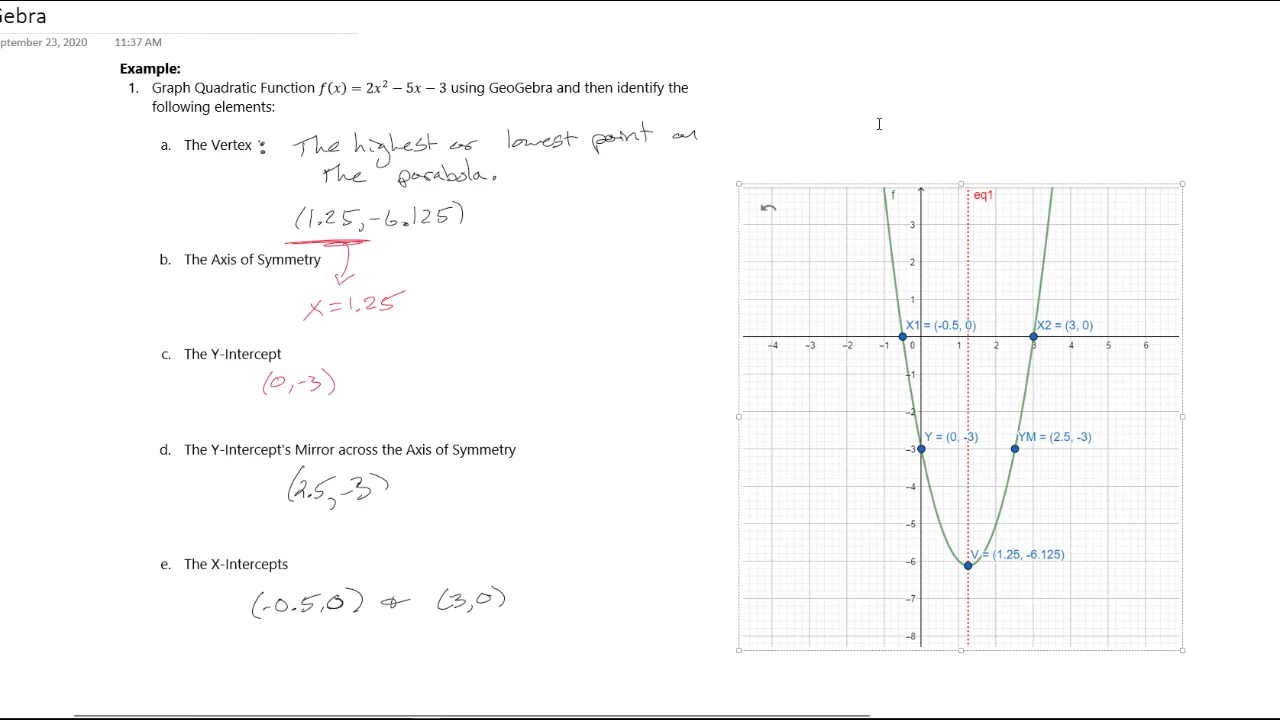 Gebra
ptember 23, 2020 11:37 AM
Example:
1. Graph Quadratic Function f(x) = 2x² − 5x − 3 using GeoGebra and then identify the
following elements:
a. The Vertex : The highest or lowest point on
the parabola.
(1.25, -6.125)
b. The Axis of Symmetry
x = 1.25
c. The Y-Intercept
(0, -3)
d. The Y-Intercept's Mirror across the Axis of Symmetry
(2.5, -3)
e. The X-Intercepts
(-0.5, 0) & (3, 0)
f eq1
3
2
1
X1 = (-0.5, 0) X2 = (3, 0)
-4 -3 -2 -1 0 1 2 3 4 5 6
-1
-2
Y = (0, -3) YM = (2.5, -3)
-3
-4
-5
V = (1.25, -6.125)
-6
-7
-8